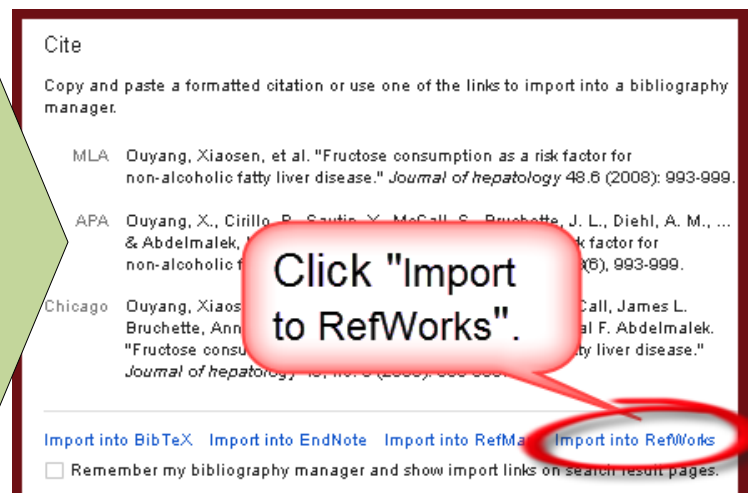 Cite
Copy and paste a formatted citation or use one of the links to import into a bibliography
manager.
MLA Ouyang, Xiaosen, et al. "Fructose consumption as a risk factor for
non-alcoholic fatty liver disease." Journal of hepatology 48.6 (2008): 993-999.
APA Ouyang, X., Cirillo, P., Sautin, Y., McCall, S., Bruchette, J. L., Diehl, A. M., ...
& Abdelmalek, k factor for
non-alcoholic f (6), 993-999.
Chicago Ouyang, Xiaos Call, James L.
Bruchette, Ann al F. Abdelmalek.
"Fructose consu ty liver disease."
Journal of hepatology
Click "Import
to RefWorks".
Import into BibTeX Import into EndNote Import into RefMa Import into RefWorks
Remember my bibliography manager and show import links on search result pages.